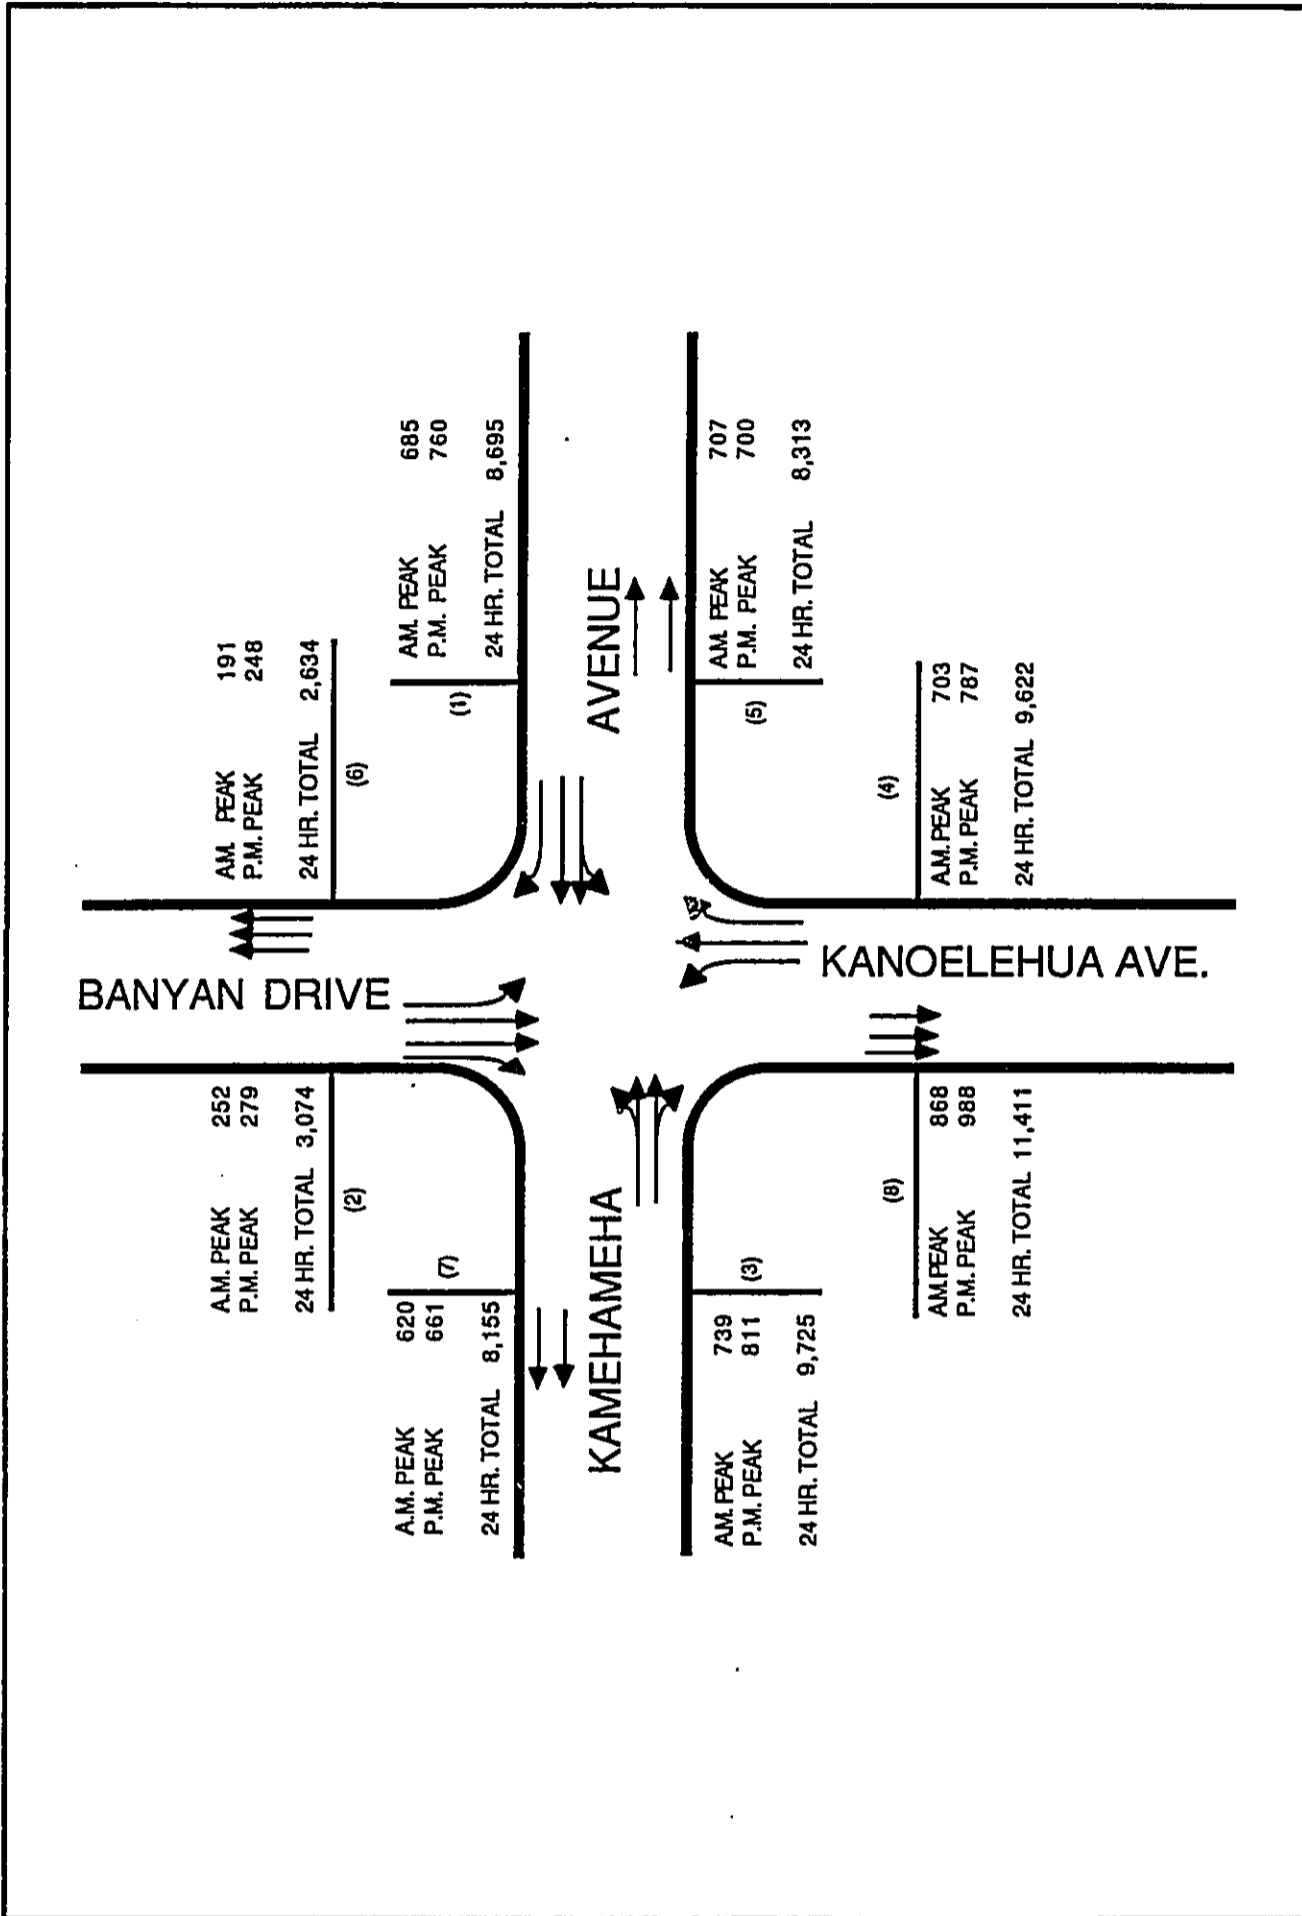 A.M. PEAK 252
P.M. PEAK 279
24 HR. TOTAL 3,074
(2)
AM. PEAK 191
P.M. PEAK 248
24 HR. TOTAL 2,634
(6)
BANYAN DRIVE
A.M. PEAK 620
P.M. PEAK 661
24 HR. TOTAL 8,155
(7)
AM. PEAK 685
P.M. PEAK 760
24 HR. TOTAL 8,695
(1)
KAMEHAMEHA AVENUE
AM. PEAK 739
P.M. PEAK 811
24 HR. TOTAL 9,725
(3)
AM. PEAK 707
P.M. PEAK 700
24 HR. TOTAL 8,313
(5)
KANOELEHUA AVE.
(8)
AM.PEAK 868
P.M. PEAK 988
24 HR. TOTAL 11,411
(4)
A.M. PEAK 703
P.M. PEAK 787
24 HR. TOTAL 9,622